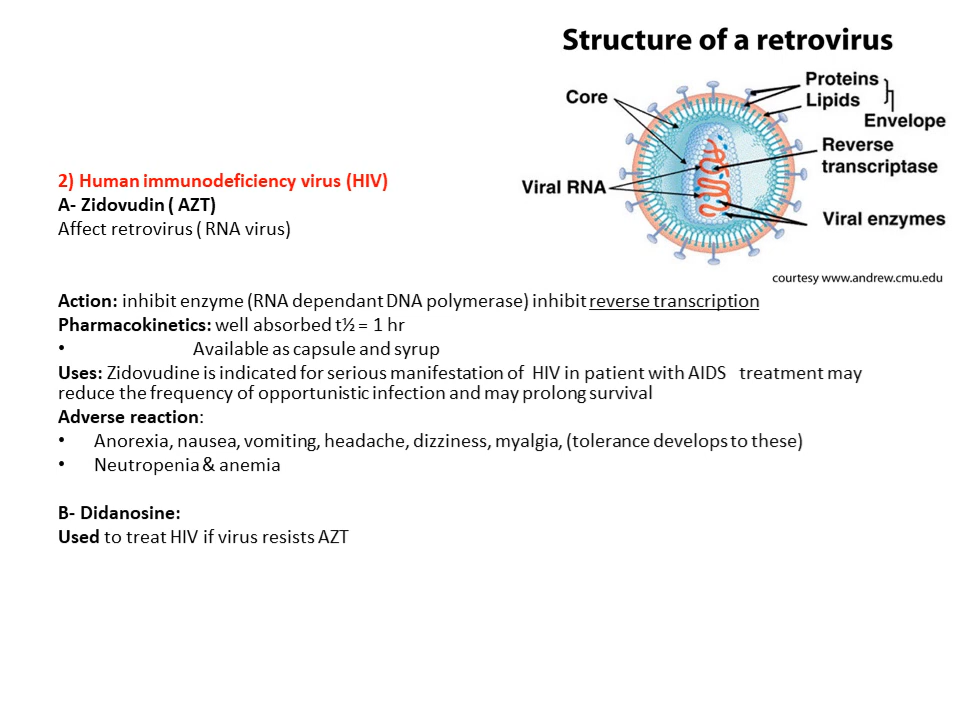 Structure of a retrovirus
Proteins
Lipids
Envelope
Core
Reverse
transcriptase
Viral RNA
Viral enzymes
courtesy www.andrew.cmu.edu
2) Human immunodeficiency virus (HIV)
A- Zidovudin ( AZT)
Affect retrovirus ( RNA virus)
Action: inhibit enzyme (RNA dependant DNA polymerase) inhibit reverse transcription
Pharmacokinetics: well absorbed t½ = 1 hr
• Available as capsule and syrup
Uses: Zidovudine is indicated for serious manifestation of HIV in patient with AIDS treatment may
reduce the frequency of opportunistic infection and may prolong survival
Adverse reaction:
• Anorexia, nausea, vomiting, headache, dizziness, myalgia, (tolerance develops to these)
• Neutropenia & anemia
B- Didanosine:
Used to treat HIV if virus resists AZT